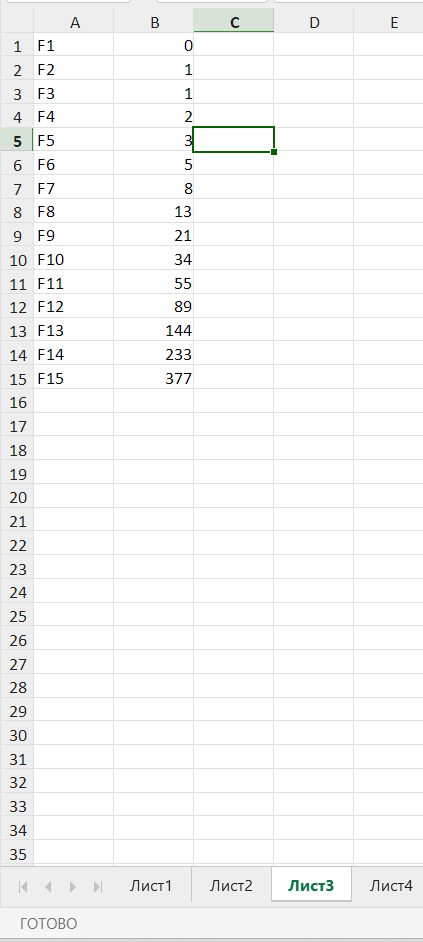 A B C D E
1 F1 0
2 F2 1
3 F3 1
4 F4 2
5 F5 3
6 F6 5
7 F7 8
8 F8 13
9 F9 21
10 F10 34
11 F11 55
12 F12 89
13 F13 144
14 F14 233
15 F15 377
16
17
18
19
20
21
22
23
24
25
26
27
28
29
30
31
32
33
34
35
Лист1 Лист2 Лист3 Лист4
ГОТОВО